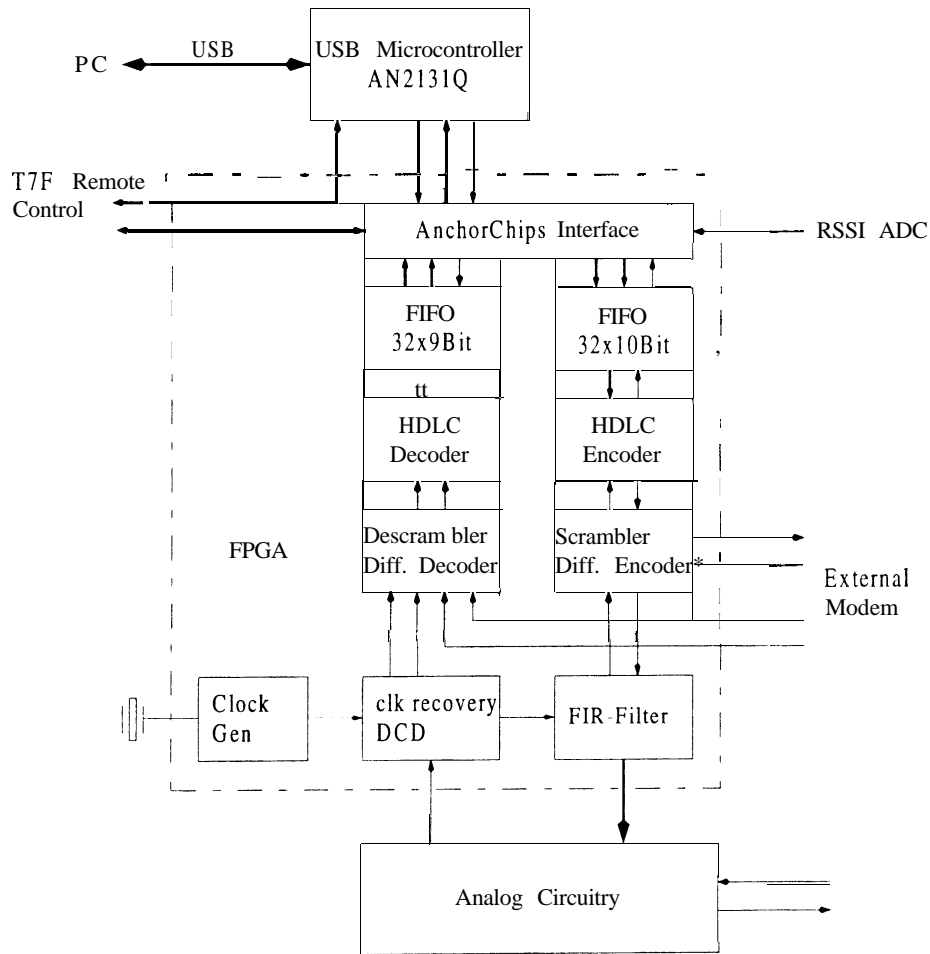 USB
PC
USB Microcontroller
AN2131Q
T7F Remote
Control
AnchorChips Interface
RSSI ADC
FIFO
32x9Bit
FIFO
32x10Bit
tt
HDLC
Decoder
HDLC
Encoder
FPGA
Descram bler
Diff. Decoder
Scrambler
Diff. Encoder*
External
Modem
Clock
Gen
clk recovery
DCD
FIR-Filter
Analog Circuitry